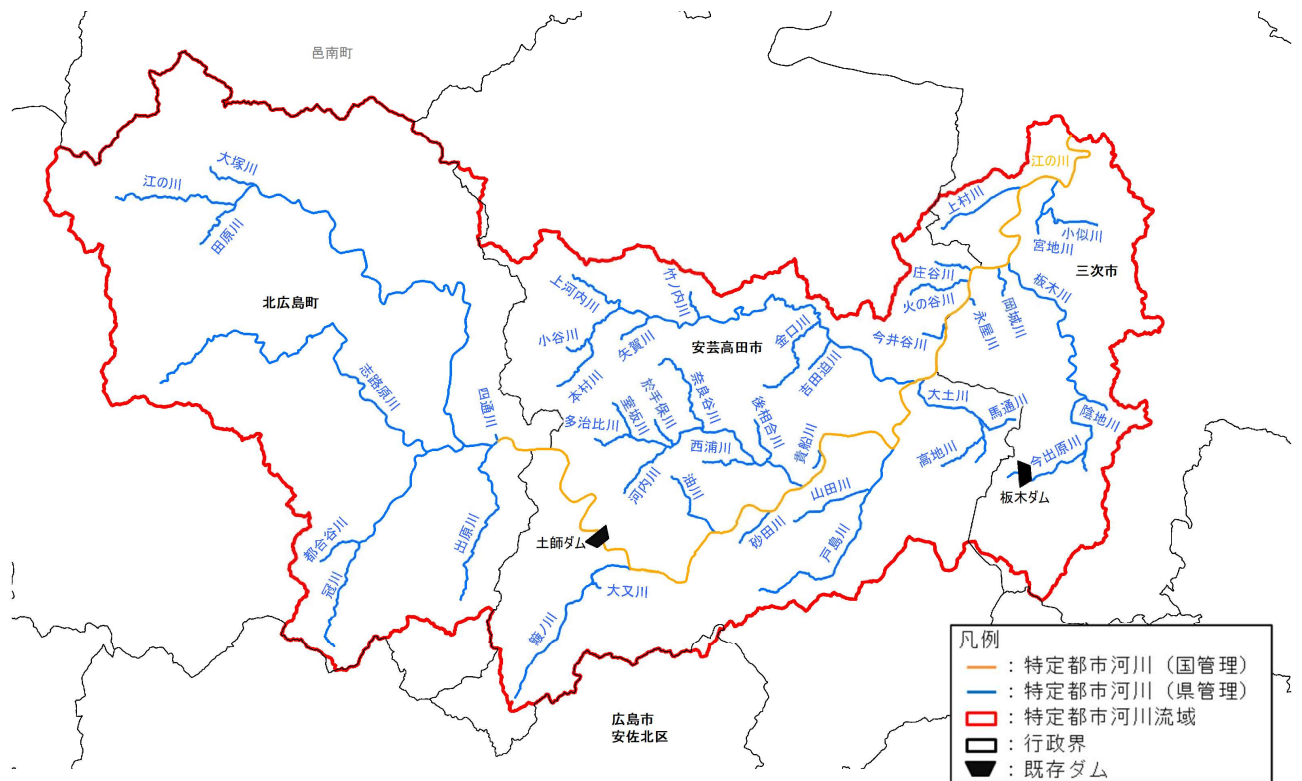 邑南町
江の川
大塚川
江の川
上村川
田原川
小似川
宮地川
三次市
庄谷川
板木川
北広島町
上河内川
竹ノ内川
火の谷川
岡城川
永屋川
小谷川
矢賀川
安芸高田市
金口川
今井谷川
吉田迫川
志路原川
本村川
奈良谷川
大土川
四通川
於手保川
室坂川
後相合川
馬通川
陰地川
多治比川
西浦川
貴船川
高地川
今出原川
河内川
油川
山田川
板木ダム
都合谷川
出原川
土師ダム
砂田川
戸島川
冠川
大又川
簸ノ川
広島市
安佐北区
凡例
：特定都市河川（国管理）
：特定都市河川（県管理）
：特定都市河川流域
：行政界
：既存ダム